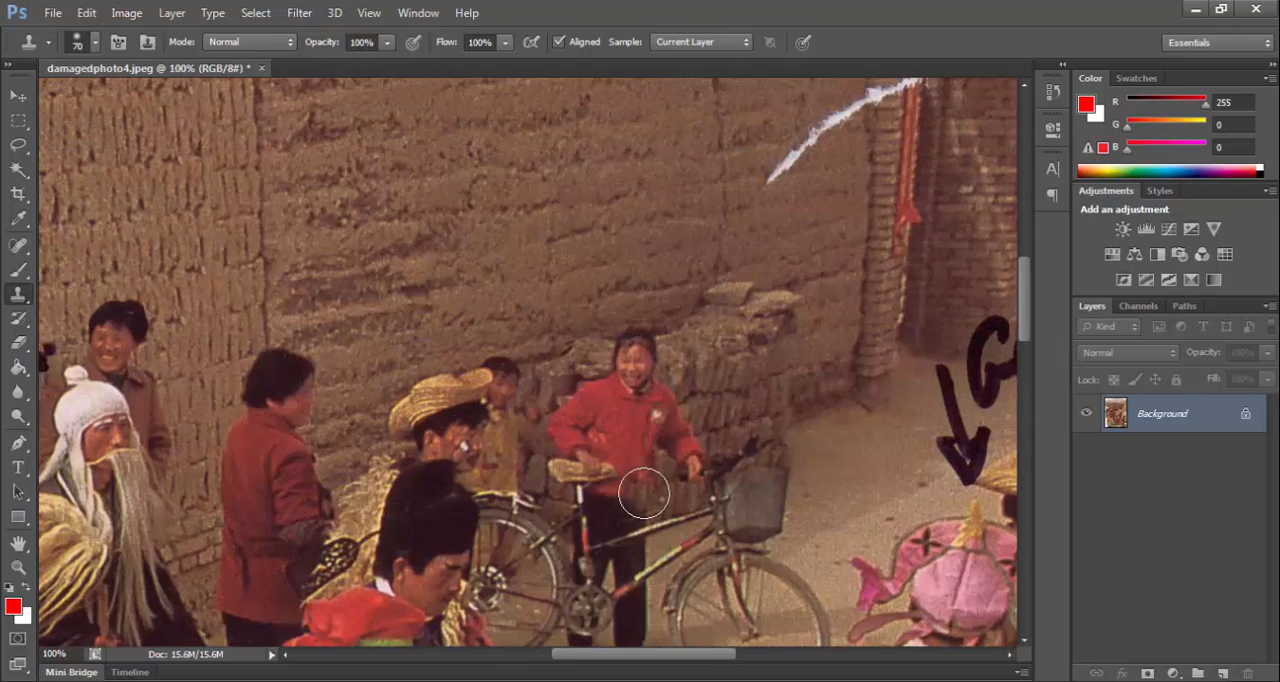 Ps File Edit Image Layer Type Select Filter 3D View Window Help
70 Mode: Normal Opacity: 100% Flow: 100% Aligned Sample: Current Layer Essentials
damagedphoto4.jpeg @ 100% (RGB/8#) * ×
Color Swatches
R 255
G 0
B 0
Adjustments Styles
Add an adjustment
Layers Channels Paths
Kind
Normal Opacity: 100%
Lock: Fill: 100%
Background
100% Doc: 15.6M/15.6M
Mini Bridge Timeline